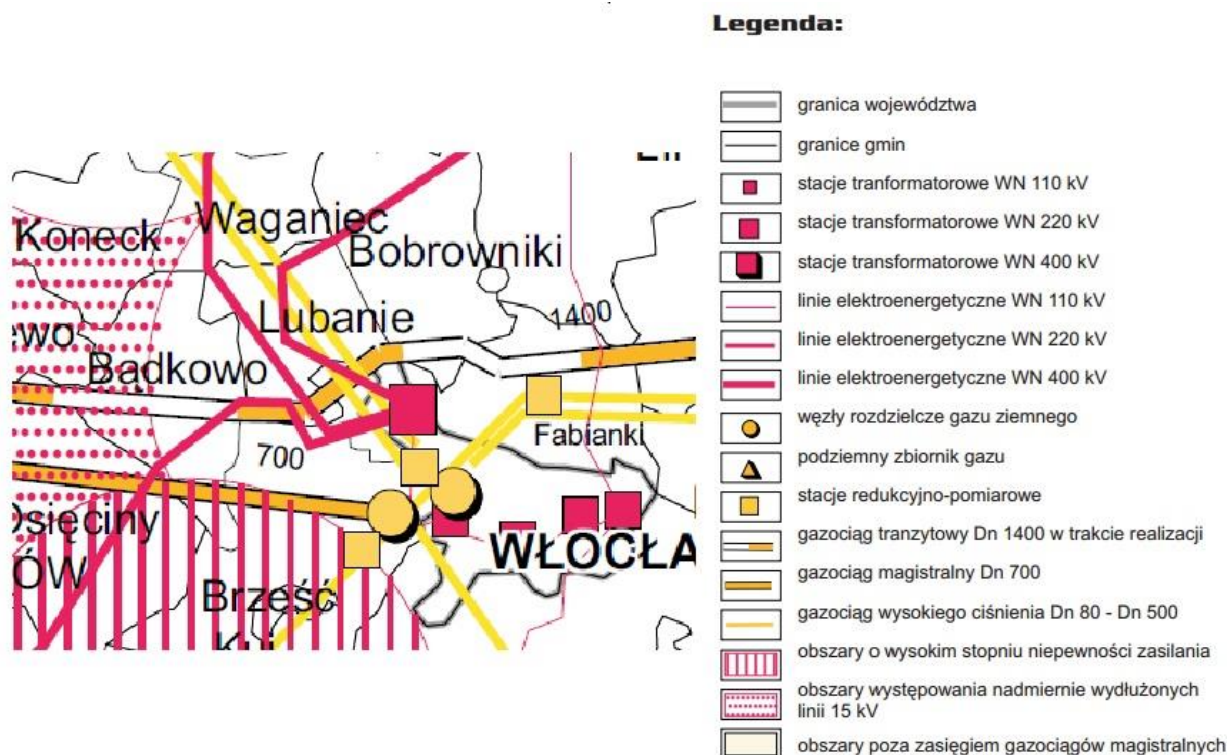 Legenda:
granica województwa
granice gmin
stacje tranformatorowe WN 110 kV
stacje transformatorowe WN 220 kV
stacje transformatorowe WN 400 kV
linie elektroenergetyczne WN 110 kV
linie elektroenergetyczne WN 220 kV
linie elektroenergetyczne WN 400 kV
węzły rozdzielcze gazu ziemnego
podziemny zbiornik gazu
stacje redukcyjno-pomiarowe
gazociąg tranzytowy Dn 1400 w trakcie realizacji
gazociąg magistralny Dn 700
gazociąg wysokiego ciśnienia Dn 80 - Dn 500
obszary o wysokim stopniu niepewności zasilania
obszary występowania nadmiernie wydłużonych
linii 15 kV
obszary poza zasięgiem gazociągów magistralnych
Waganiec
Koneck
Bobrowniki
Lubanie
1400
ewo
Bądkowo
Fabianki
700
Osięciny
WŁOCŁA
ÓW
Brześć
Kuj